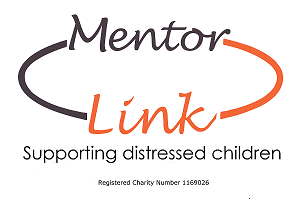 Mentor
Link
Supporting distressed children
Registered Charity Number 1169026